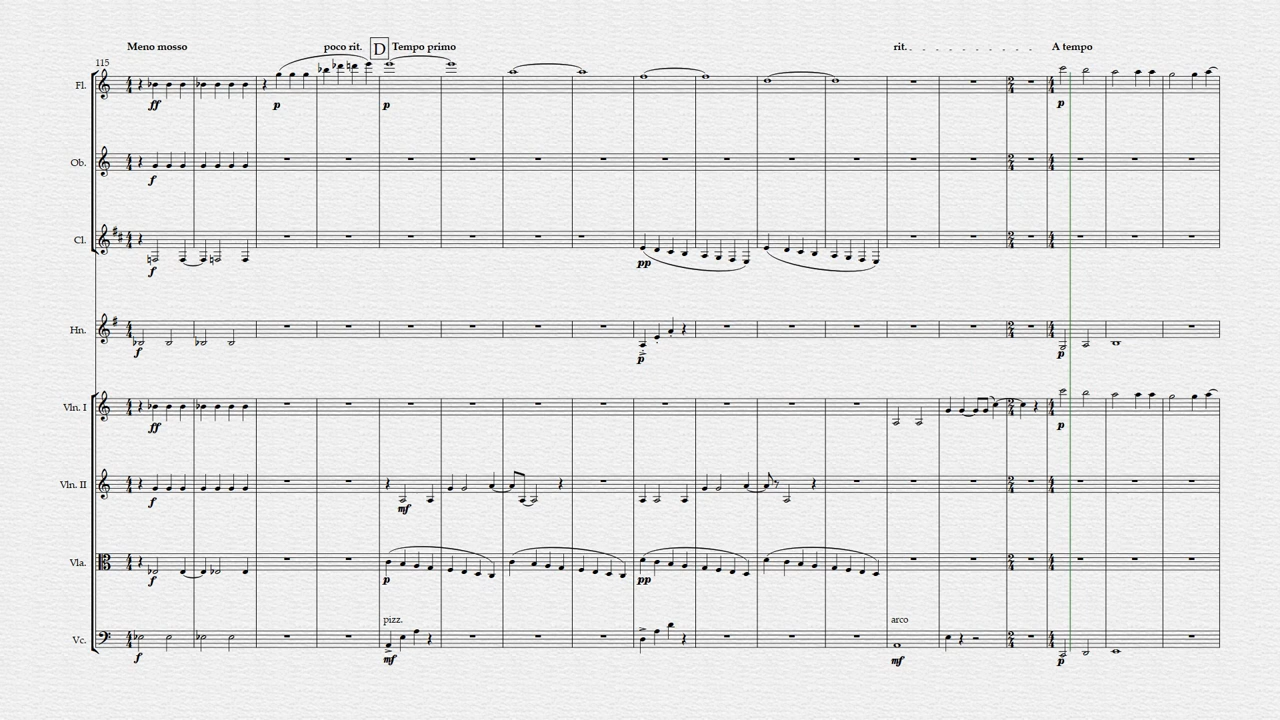 Meno mosso poco rit. D Tempo primo rit. A tempo
115
Fl.
ff p p p
Ob.
f
Cl.
f pp
Hn.
f p p
Vln. I
ff p
Vln. II
f mf
Vla.
f p pp
pizz. arco
Vc.
f mf mf p